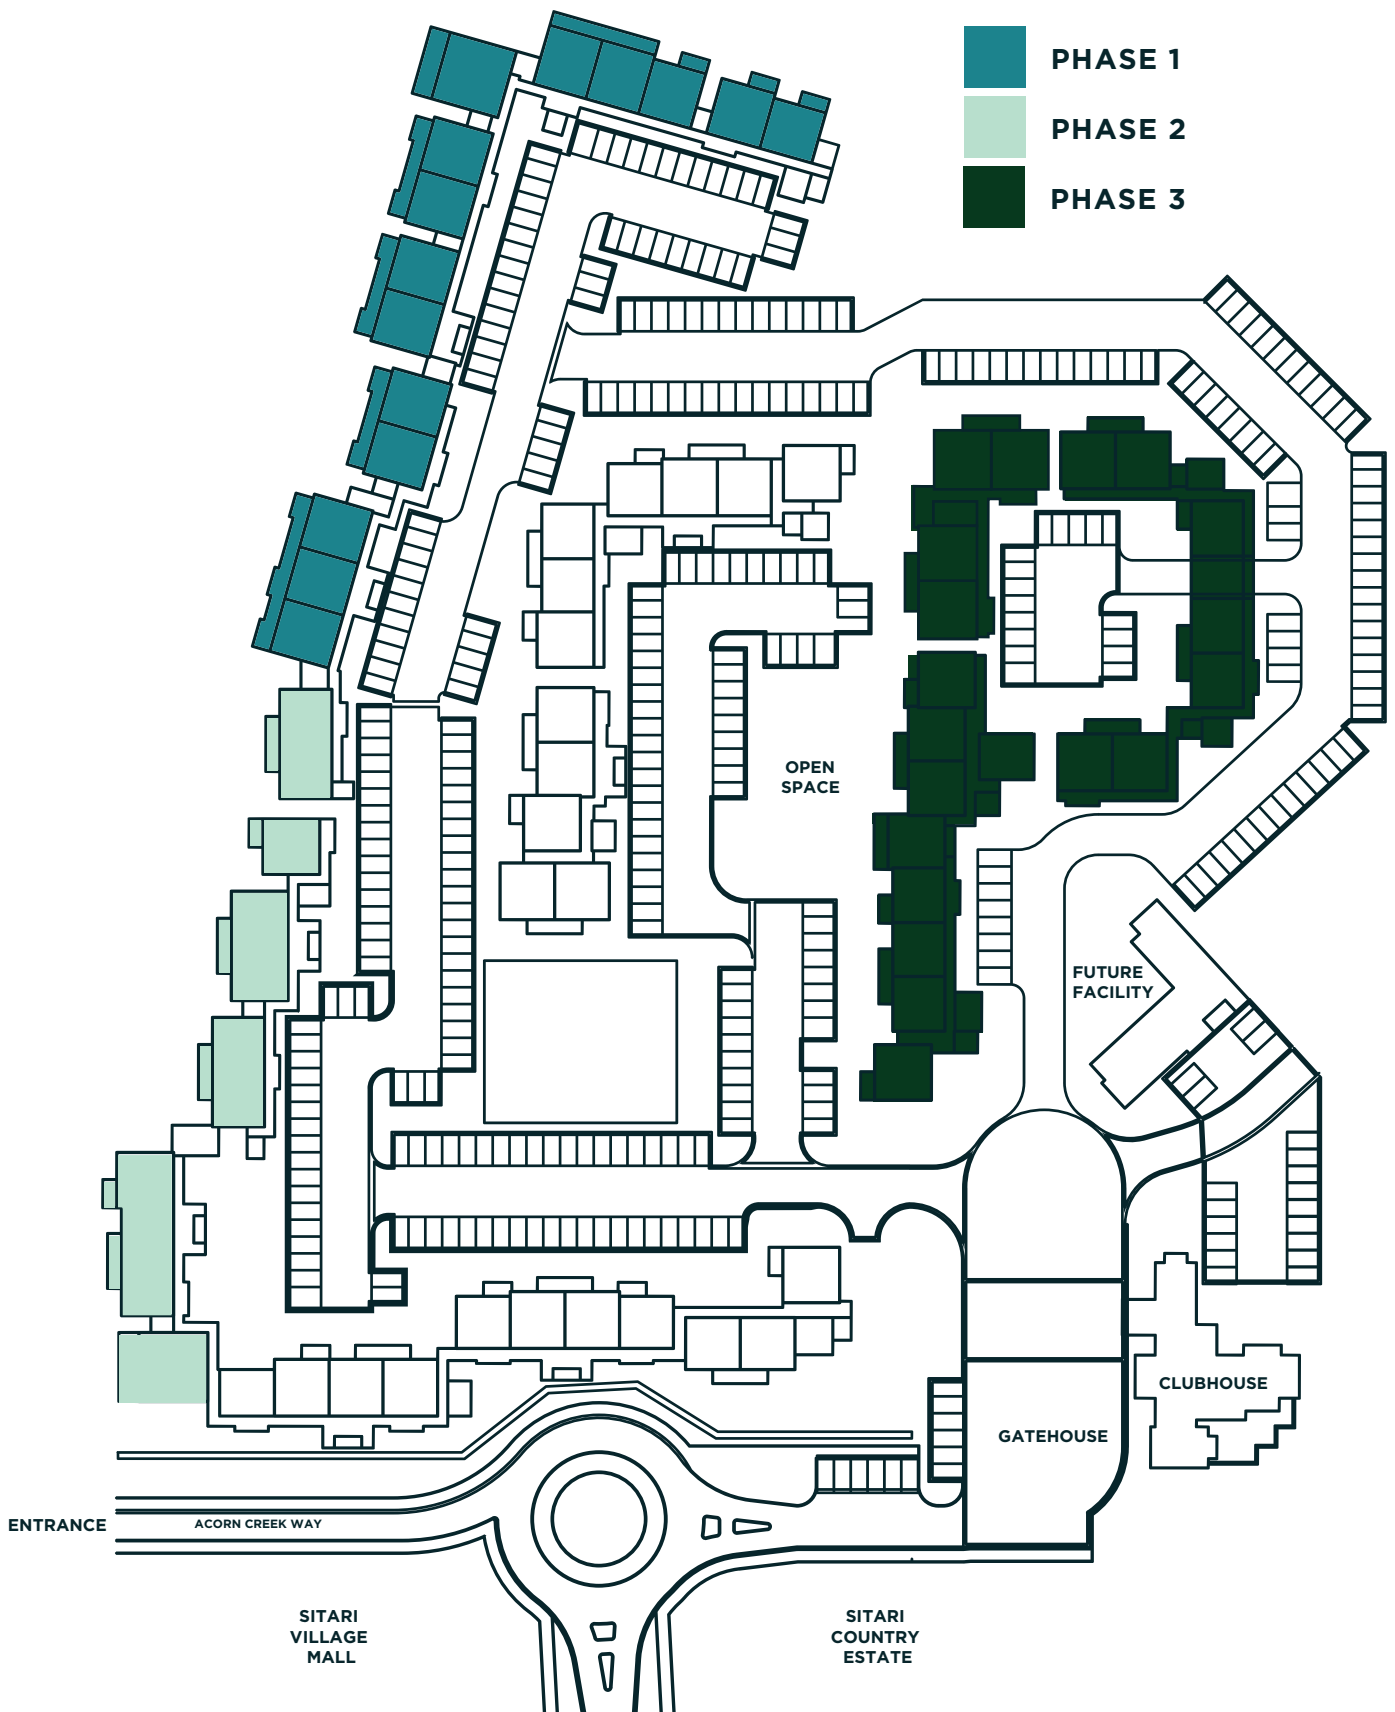 PHASE 1
PHASE 2
PHASE 3
OPEN
SPACE
FUTURE
FACILITY
CLUBHOUSE
GATEHOUSE
ENTRANCE
ACORN CREEK WAY
SITARI
VILLAGE
MALL
SITARI
COUNTRY
ESTATE